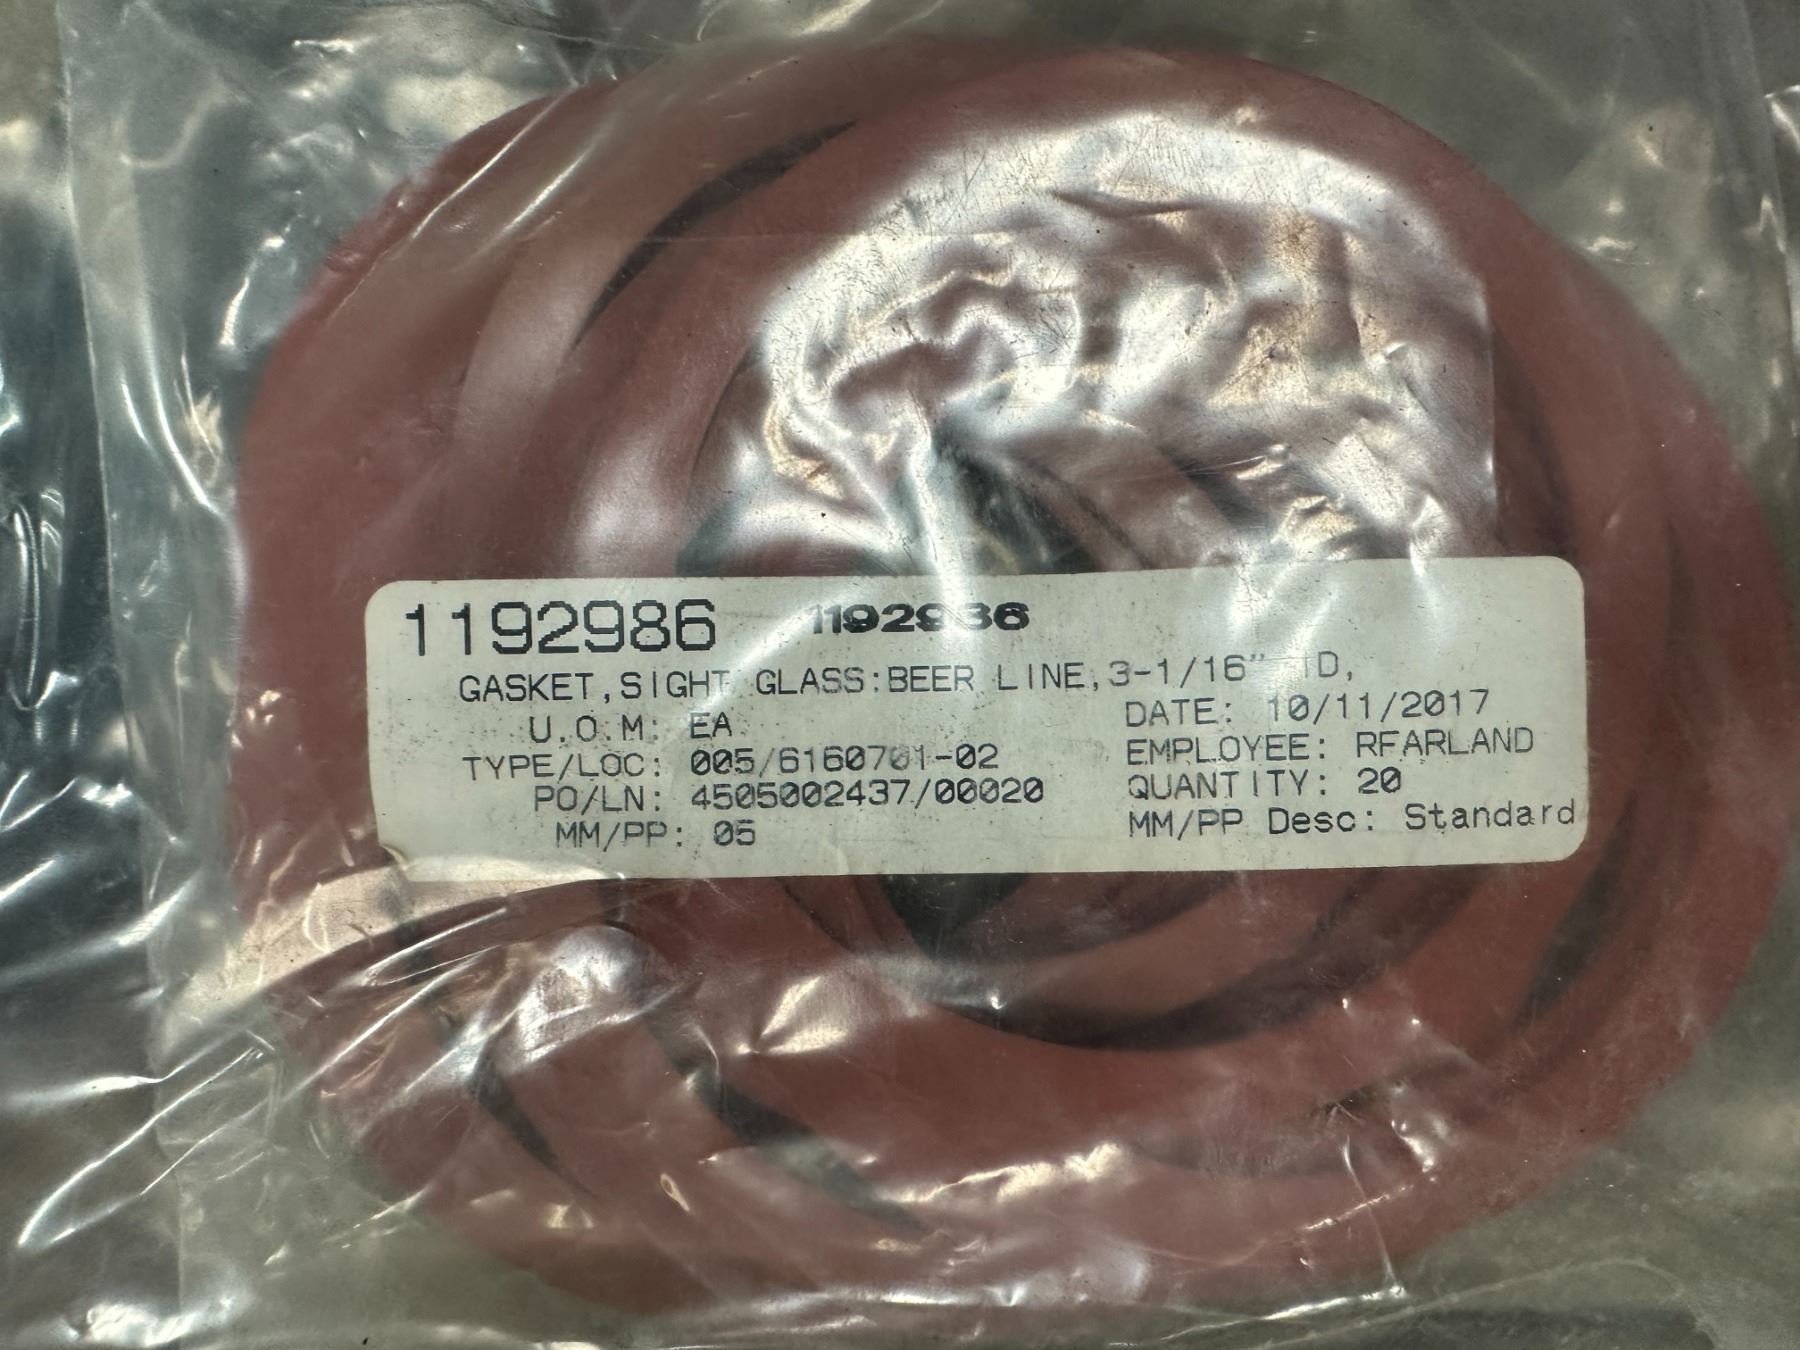 1192986 1192986
GASKET,SIGHT GLASS:BEER LINE,3-1/16" ID,
U.O.M: EA
DATE: 10/11/2017
TYPE/LOC: 005/6160701-02
EMPLOYEE: RFARLAND
PO/LN: 4505002437/00020
QUANTITY: 20
MM/PP: 05
MM/PP Desc: Standard